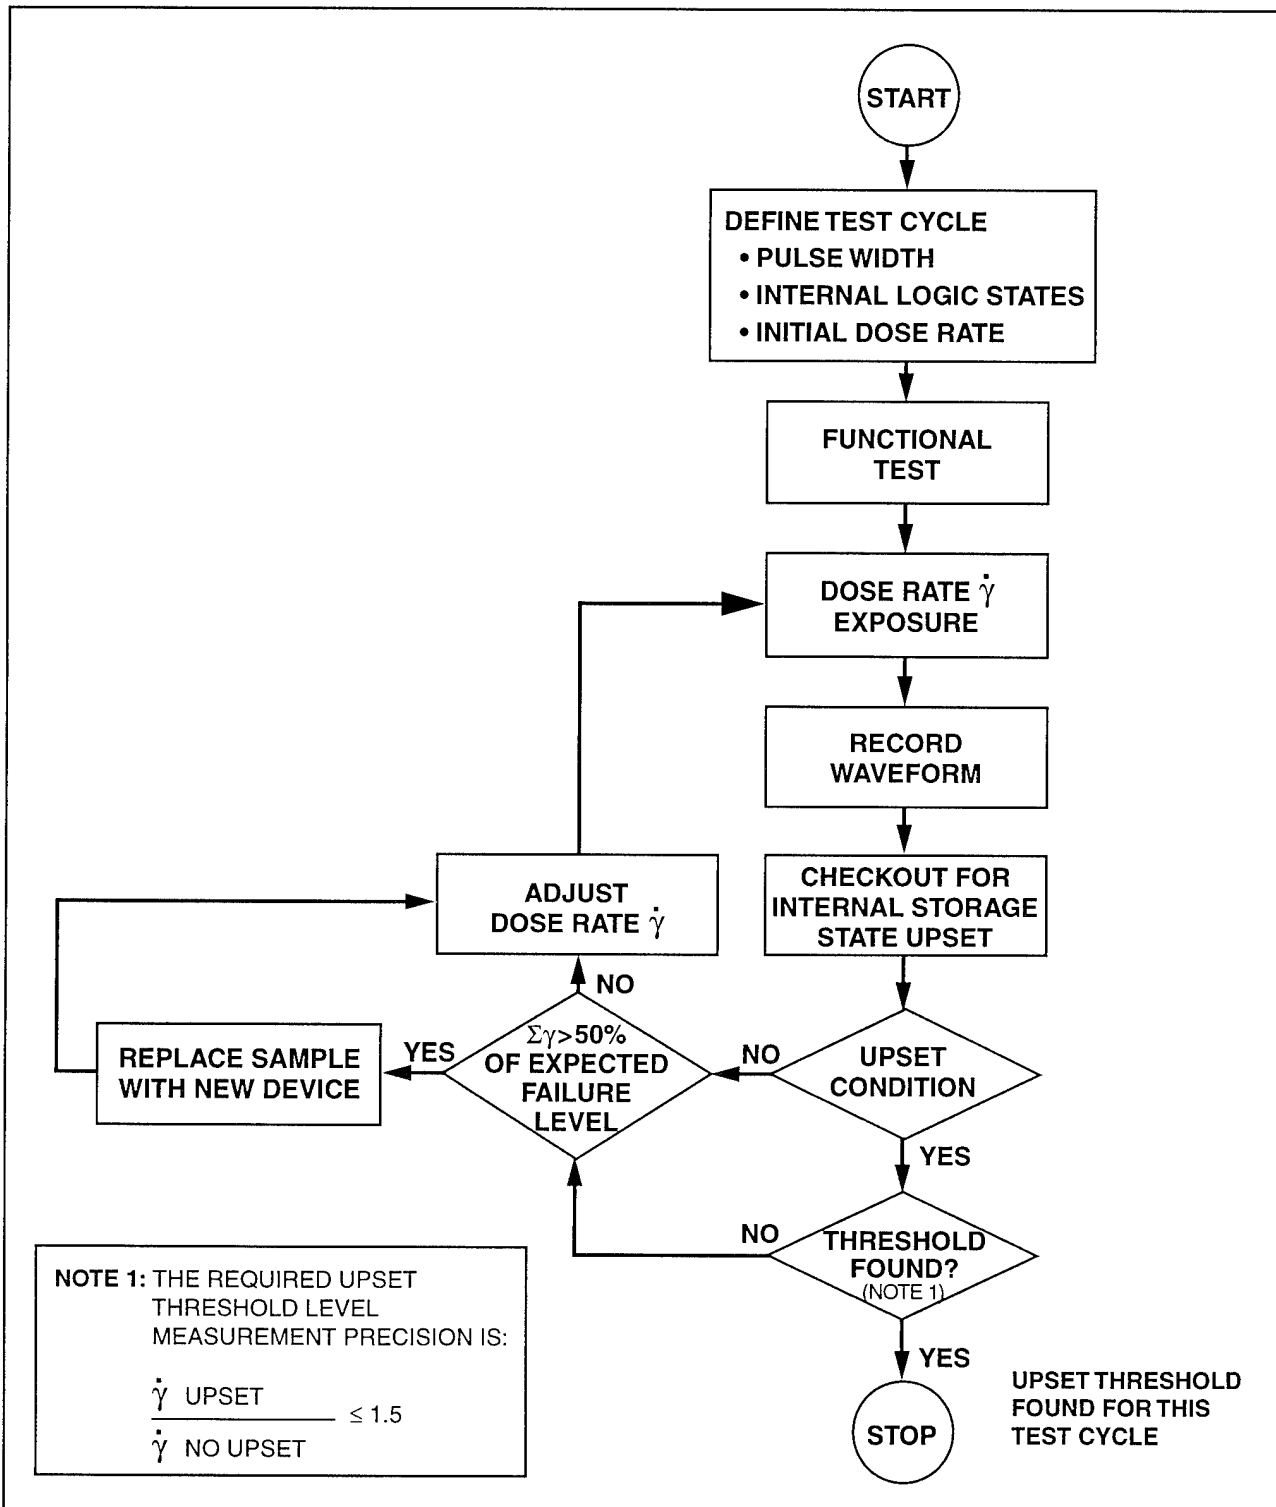 START
DEFINE TEST CYCLE
• PULSE WIDTH
• INTERNAL LOGIC STATES
• INITIAL DOSE RATE
FUNCTIONAL
TEST
DOSE RATE γ̇
EXPOSURE
RECORD
WAVEFORM
CHECKOUT FOR
INTERNAL STORAGE
STATE UPSET
ADJUST
DOSE RATE γ̇
NO
Σγ>50%
OF EXPECTED
FAILURE
LEVEL
YES
REPLACE SAMPLE
WITH NEW DEVICE
NO
UPSET
CONDITION
YES
NO
THRESHOLD
FOUND?
(NOTE 1)
YES
STOP
UPSET THRESHOLD
FOUND FOR THIS
TEST CYCLE
NOTE 1: THE REQUIRED UPSET
THRESHOLD LEVEL
MEASUREMENT PRECISION IS:
γ̇ UPSET
≤ 1.5
γ̇ NO UPSET